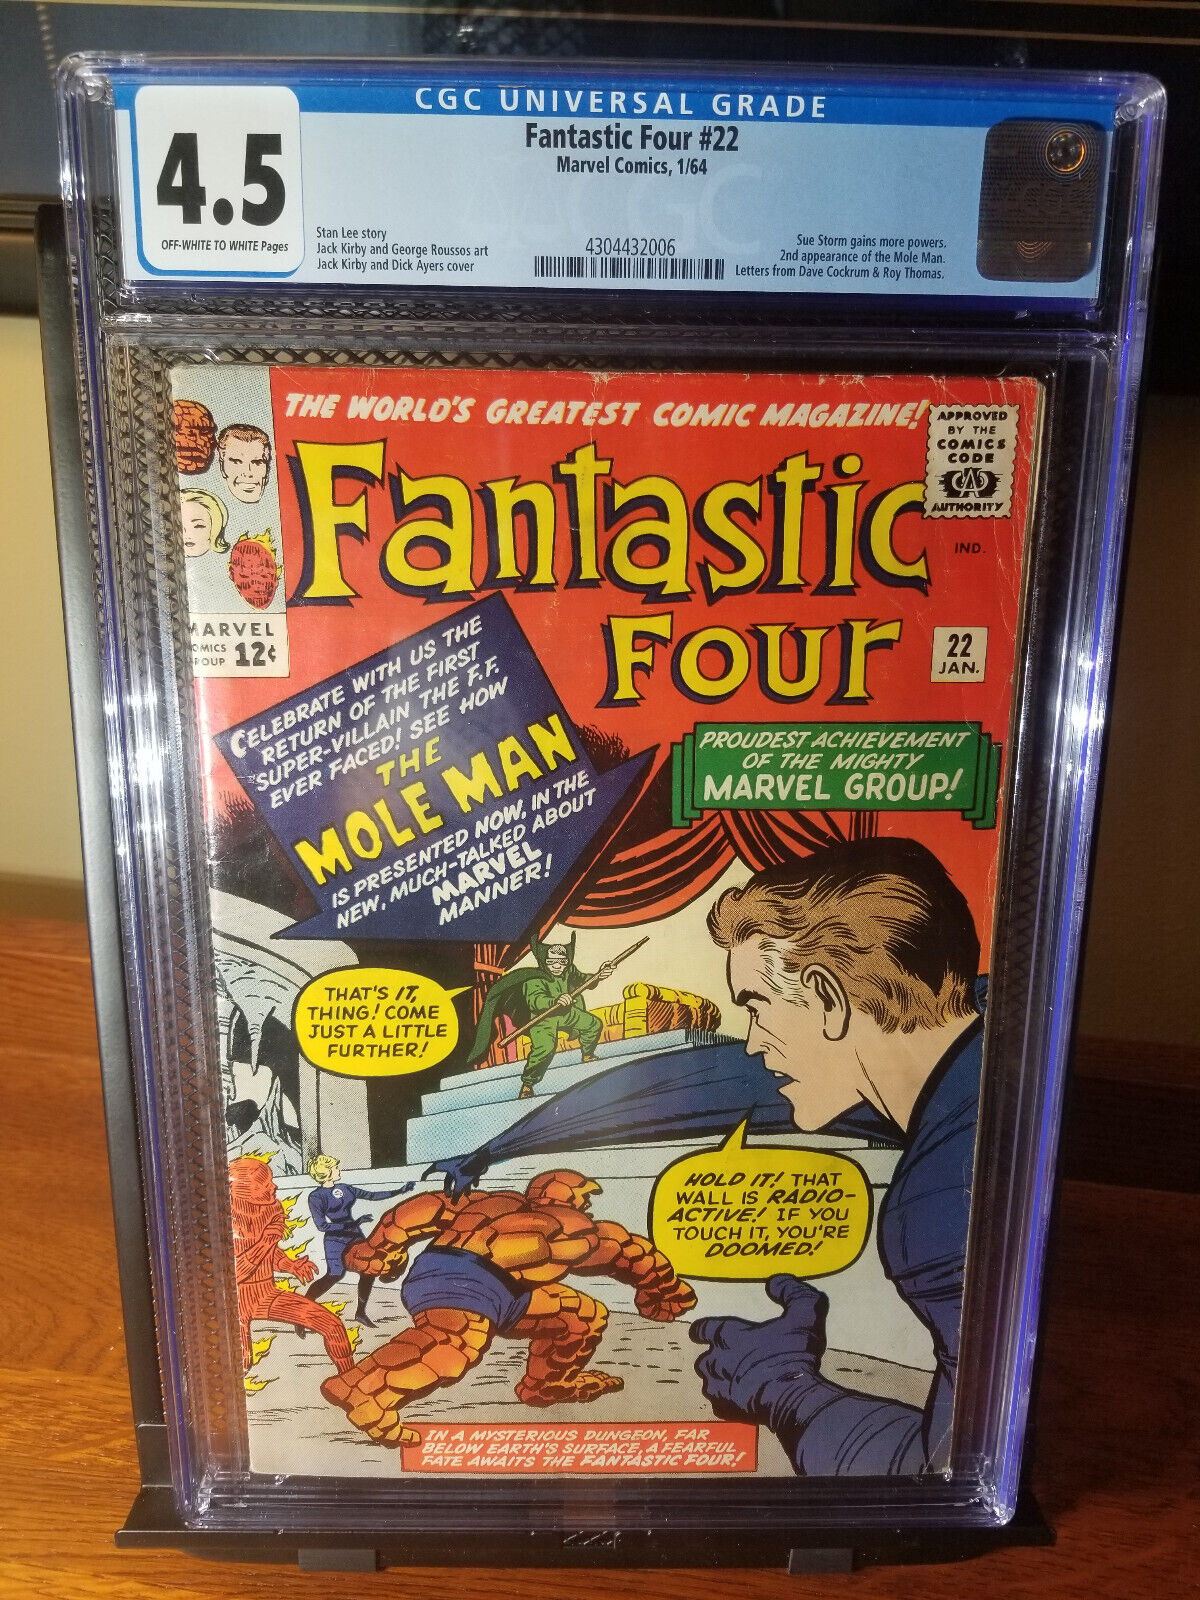 CGC UNIVERSAL GRADE
4.5
OFF-WHITE TO WHITE Pages
Fantastic Four #22
Marvel Comics, 1/64
Stan Lee story
Jack Kirby and George Roussos art
Jack Kirby and Dick Ayers cover
4304432006
Sue Storm gains more powers.
2nd appearance of the Mole Man.
Letters from Dave Cockrum & Roy Thomas.
THE WORLD'S GREATEST COMIC MAGAZINE!
APPROVED
BY THE
COMICS
CODE
CA
AUTHORITY
FANTASTIC
FOUR
IND.
MARVEL
COMICS
GROUP
12¢
22
JAN.
CELEBRATE WITH US THE
RETURN OF THE FIRST
SUPER-VILLAIN THE F.F.
EVER FACED! SEE HOW
THE
MOLE MAN
IS PRESENTED NOW, IN THE
NEW, MUCH-TALKED ABOUT
MARVEL
MANNER!
PROUDEST ACHIEVEMENT
OF THE MIGHTY
MARVEL GROUP!
THAT'S IT,
THING! COME
JUST A LITTLE
FURTHER!
HOLD IT! THAT
WALL IS RADIO-
ACTIVE! IF YOU
TOUCH IT, YOU'RE
DOOMED!
IN A MYSTERIOUS DUNGEON, FAR
BELOW EARTH'S SURFACE, A FEARFUL
FATE AWAITS THE FANTASTIC FOUR!